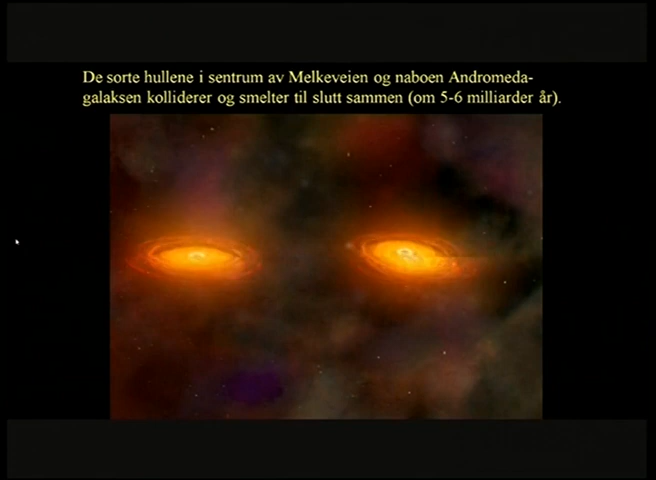 De sorte hullene i sentrum av Melkeveien og naboen Andromeda-
galaksen kolliderer og smelter til slutt sammen (om 5-6 milliarder år).